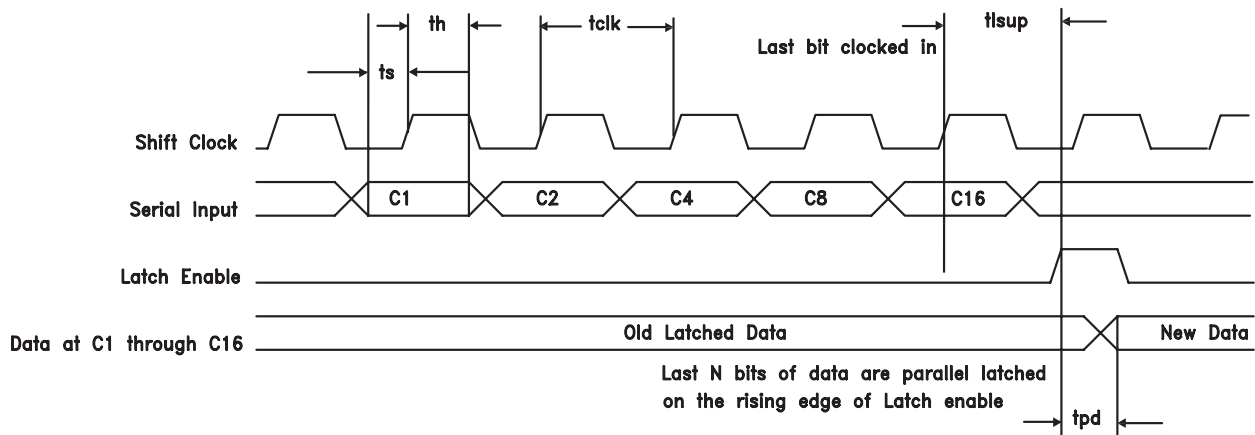 th
tclk
tlsup
Last bit clocked in
ts
Shift Clock
Serial Input
C1
C2
C4
C8
C16
Latch Enable
Data at C1 through C16
Old Latched Data
New Data
Last N bits of data are parallel latched
on the rising edge of Latch enable
tpd